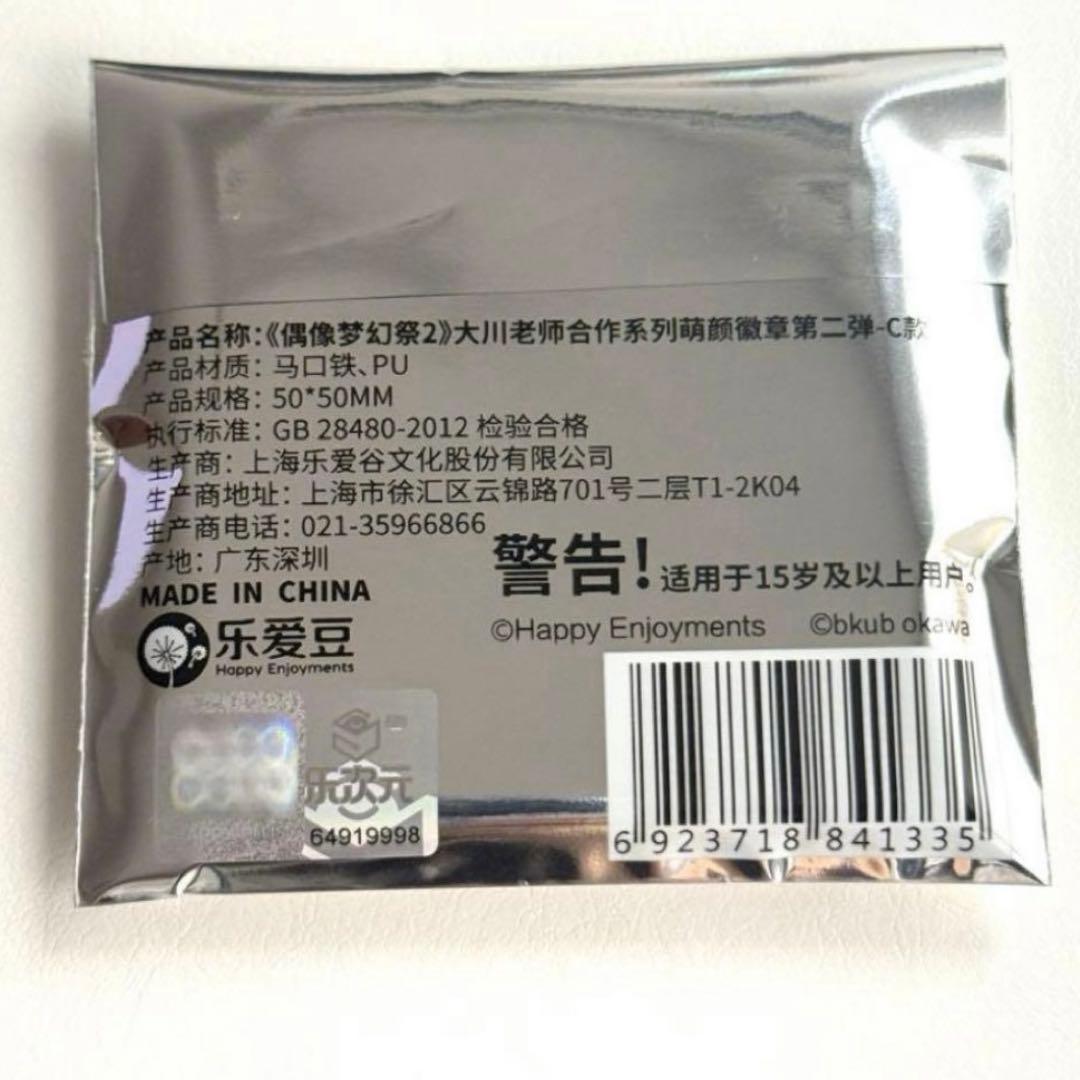 产品名称：《偶像梦幻祭2》大川老师合作系列萌颜徽章第二弹-C款
产品材质：马口铁、PU
产品规格：50*50MM
执行标准：GB 28480-2012 检验合格
生产商：上海乐爱谷文化股份有限公司
生产商地址：上海市徐汇区云锦路701号二层T1-2K04
生产商电话：021-35966866
产地：广东深圳
警告！适用于15岁及以上用户。
MADE IN CHINA
©Happy Enjoyments ©bkub okawa
乐爱豆
Happy Enjoyments
乐次元
64919998
6 923718 841335